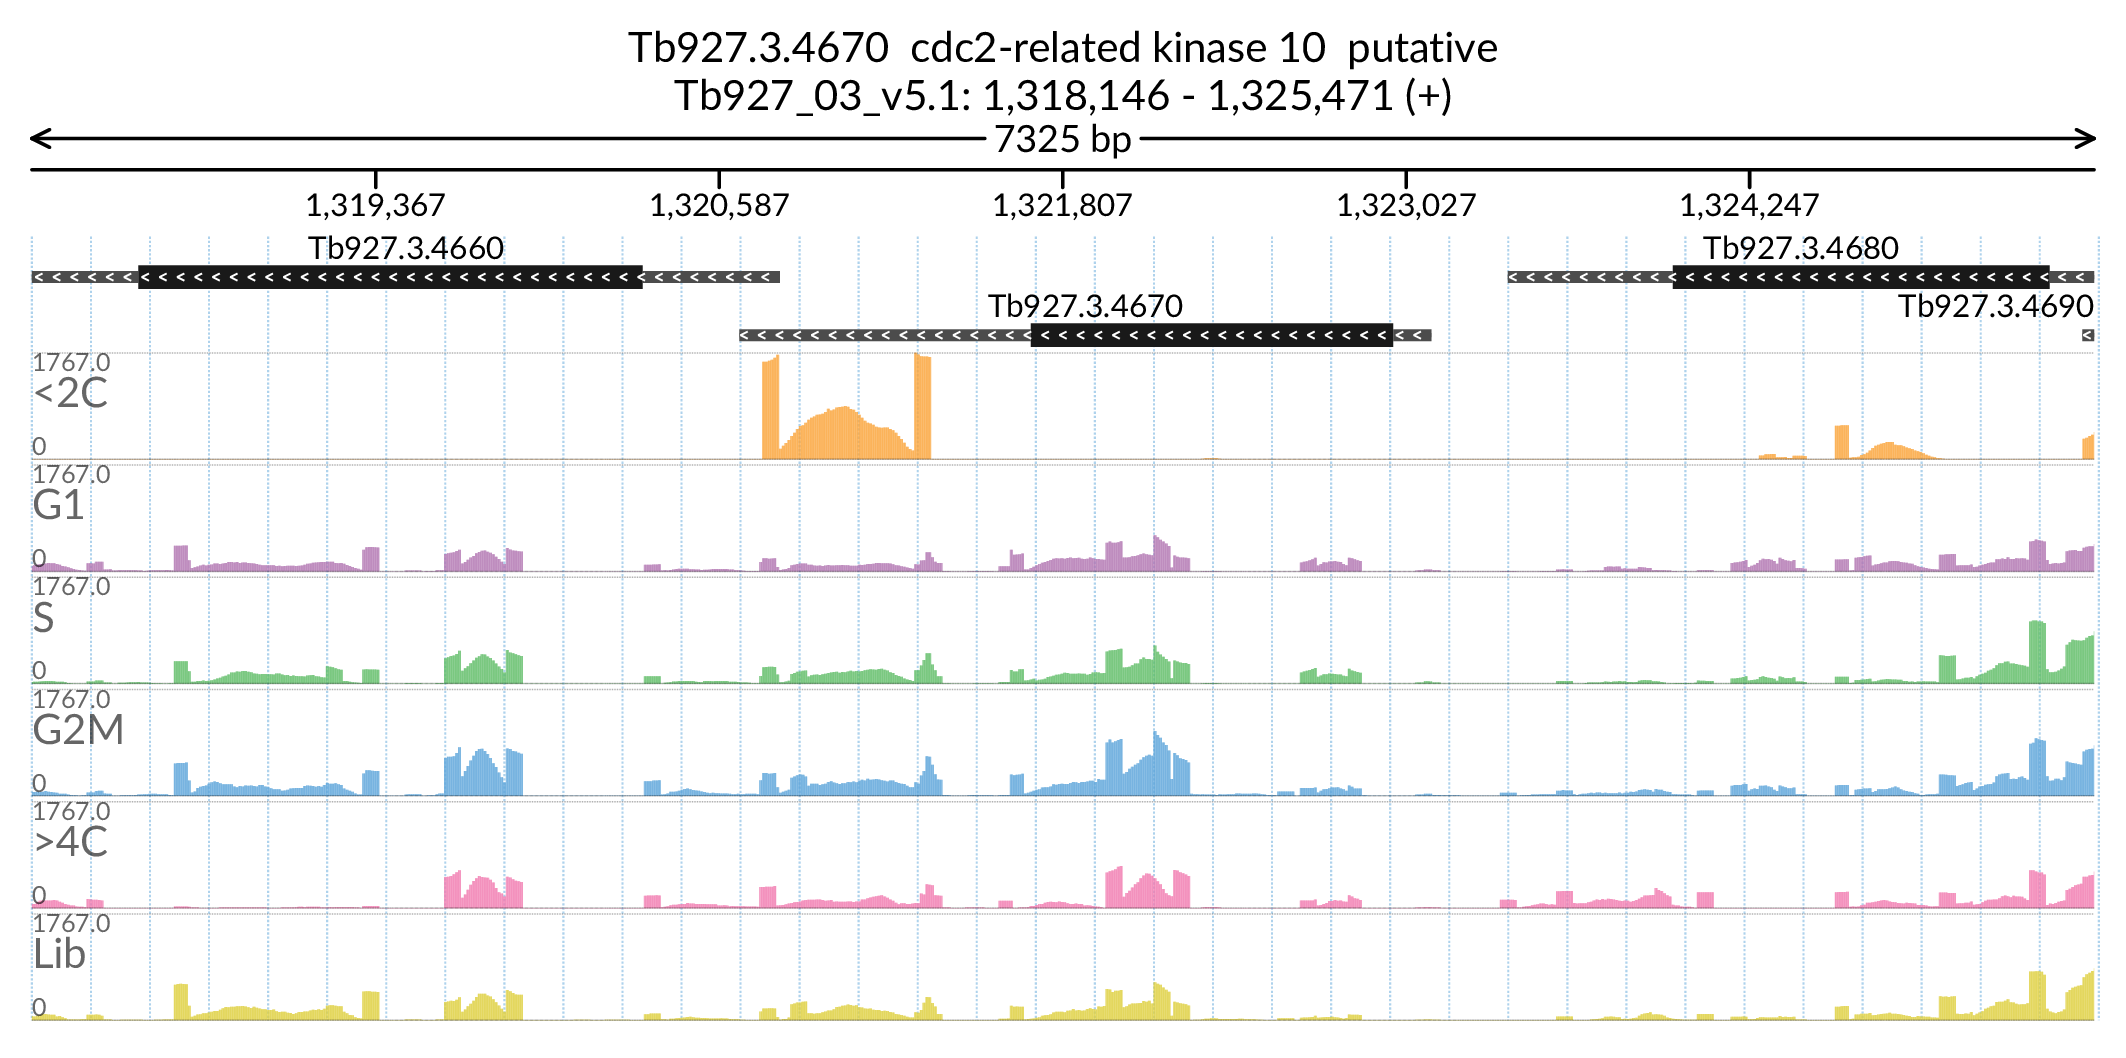 Tb927.3.4670  cdc2-related kinase 10  putative
Tb927_03_v5.1: 1,318,146 - 1,325,471 (+)
7325 bp
1,319,367 1,320,587 1,321,807 1,323,027 1,324,247
Tb927.3.4660 Tb927.3.4680
Tb927.3.4670 Tb927.3.4690
1767.0
<2C
0
1767.0
G1
0
1767.0
S
0
1767.0
G2M
0
1767.0
>4C
0
1767.0
Lib
0